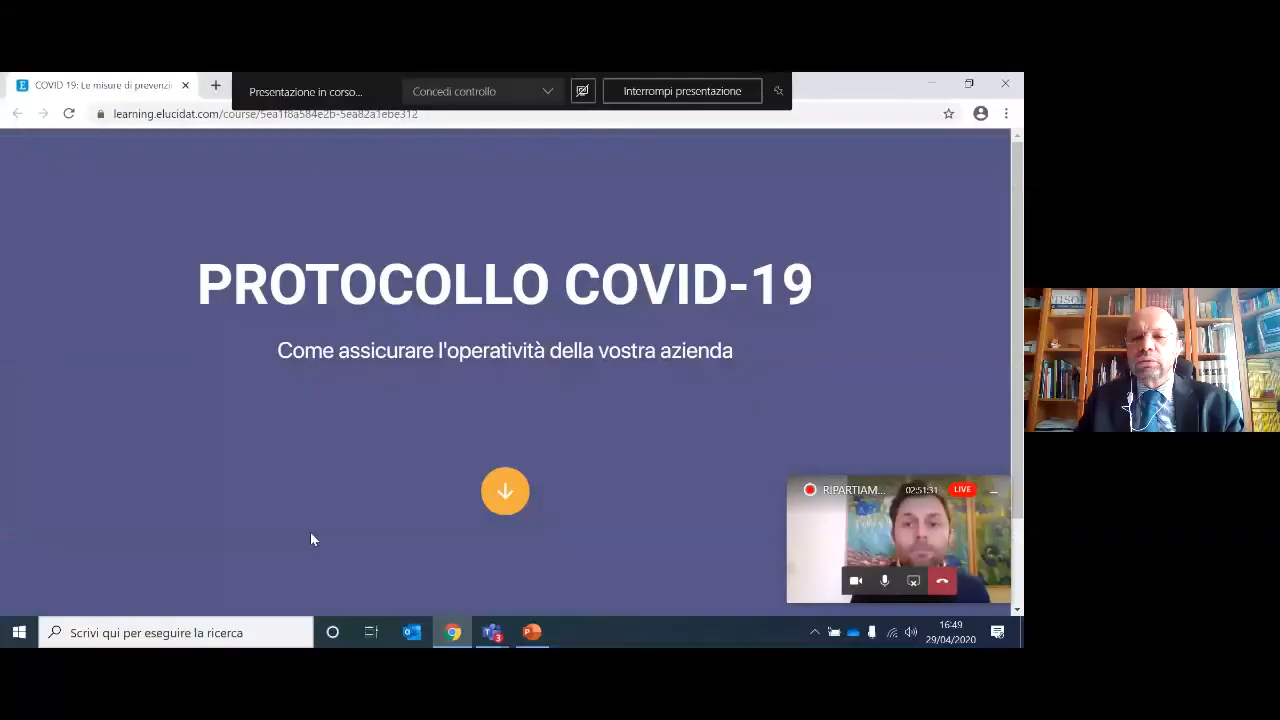 COVID 19: Le misure di prevenzi
Presentazione in corso...
Concedi controllo
Interrompi presentazione
learning.elucidat.com/course/5ea1f8a584e2b-5ea82a1ebe312
PROTOCOLLO COVID-19
Come assicurare l'operatività della vostra azienda
RIPARTIAM...
02:51:31
LIVE
Scrivi qui per eseguire la ricerca
3
16:49
29/04/2020